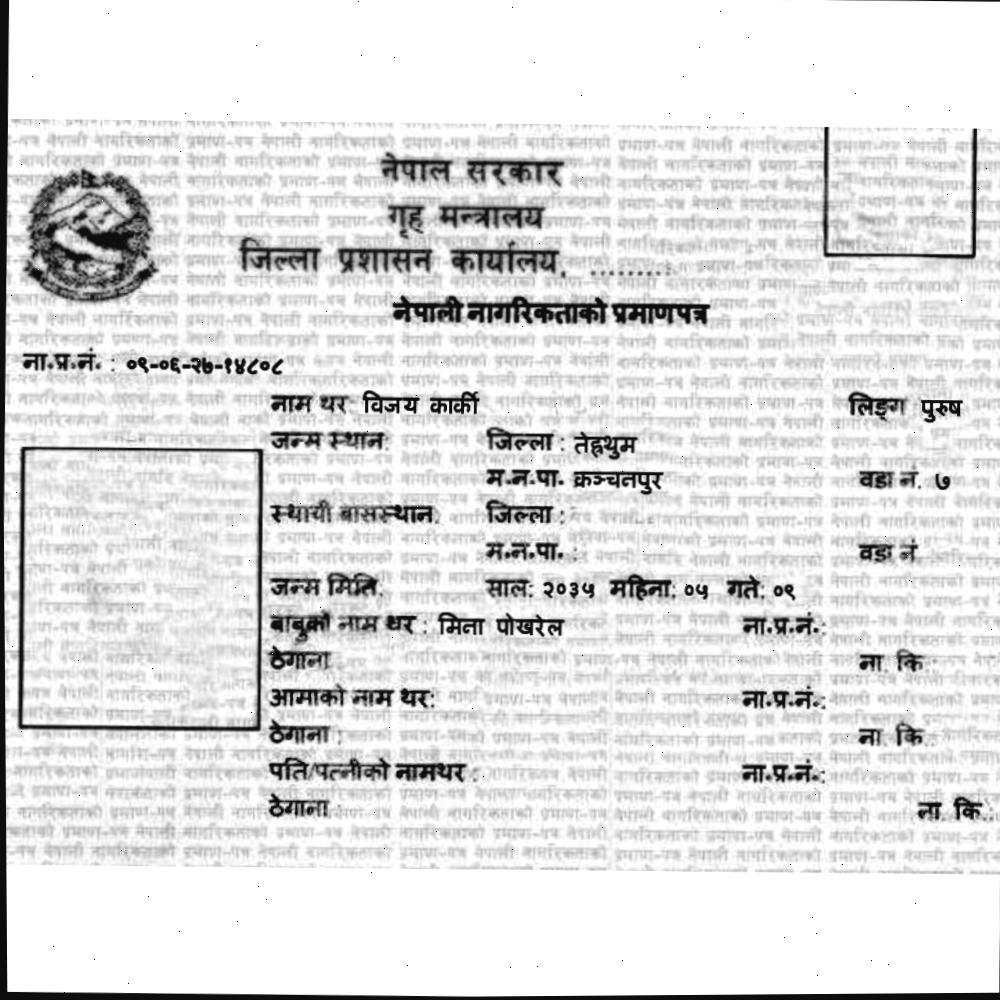 नेपाल सरकार
गृह मन्त्रालय
जिल्ला प्रशासन कार्यालय, .........
नेपाली नागरिकताको प्रमाणपत्र
ना.प्र.नं. : ०९-०६-२७-१४८०८
नाम थर: विजय कार्की लिङ्ग पुरुष
जन्म स्थान: जिल्ला : तेह्रथुम
म.न.पा. क्रञ्चनपुर वडा नं. ७
स्थायी बासस्थान: जिल्ला :
म.न.पा. : वडा नं
जन्म मिति: साल: २०३५ महिना: ०५ गते: ०९
बाबुको नाम थर : मिना पोखरेल ना.प्र.नं.:
ठेगाना ना. कि.:
आमाको नाम थर: ना.प्र.नं.:
ठेगाना : ना. कि.:
पति/पत्नीको नामथर : ना.प्र.नं.:
ठेगाना : ना. कि.: